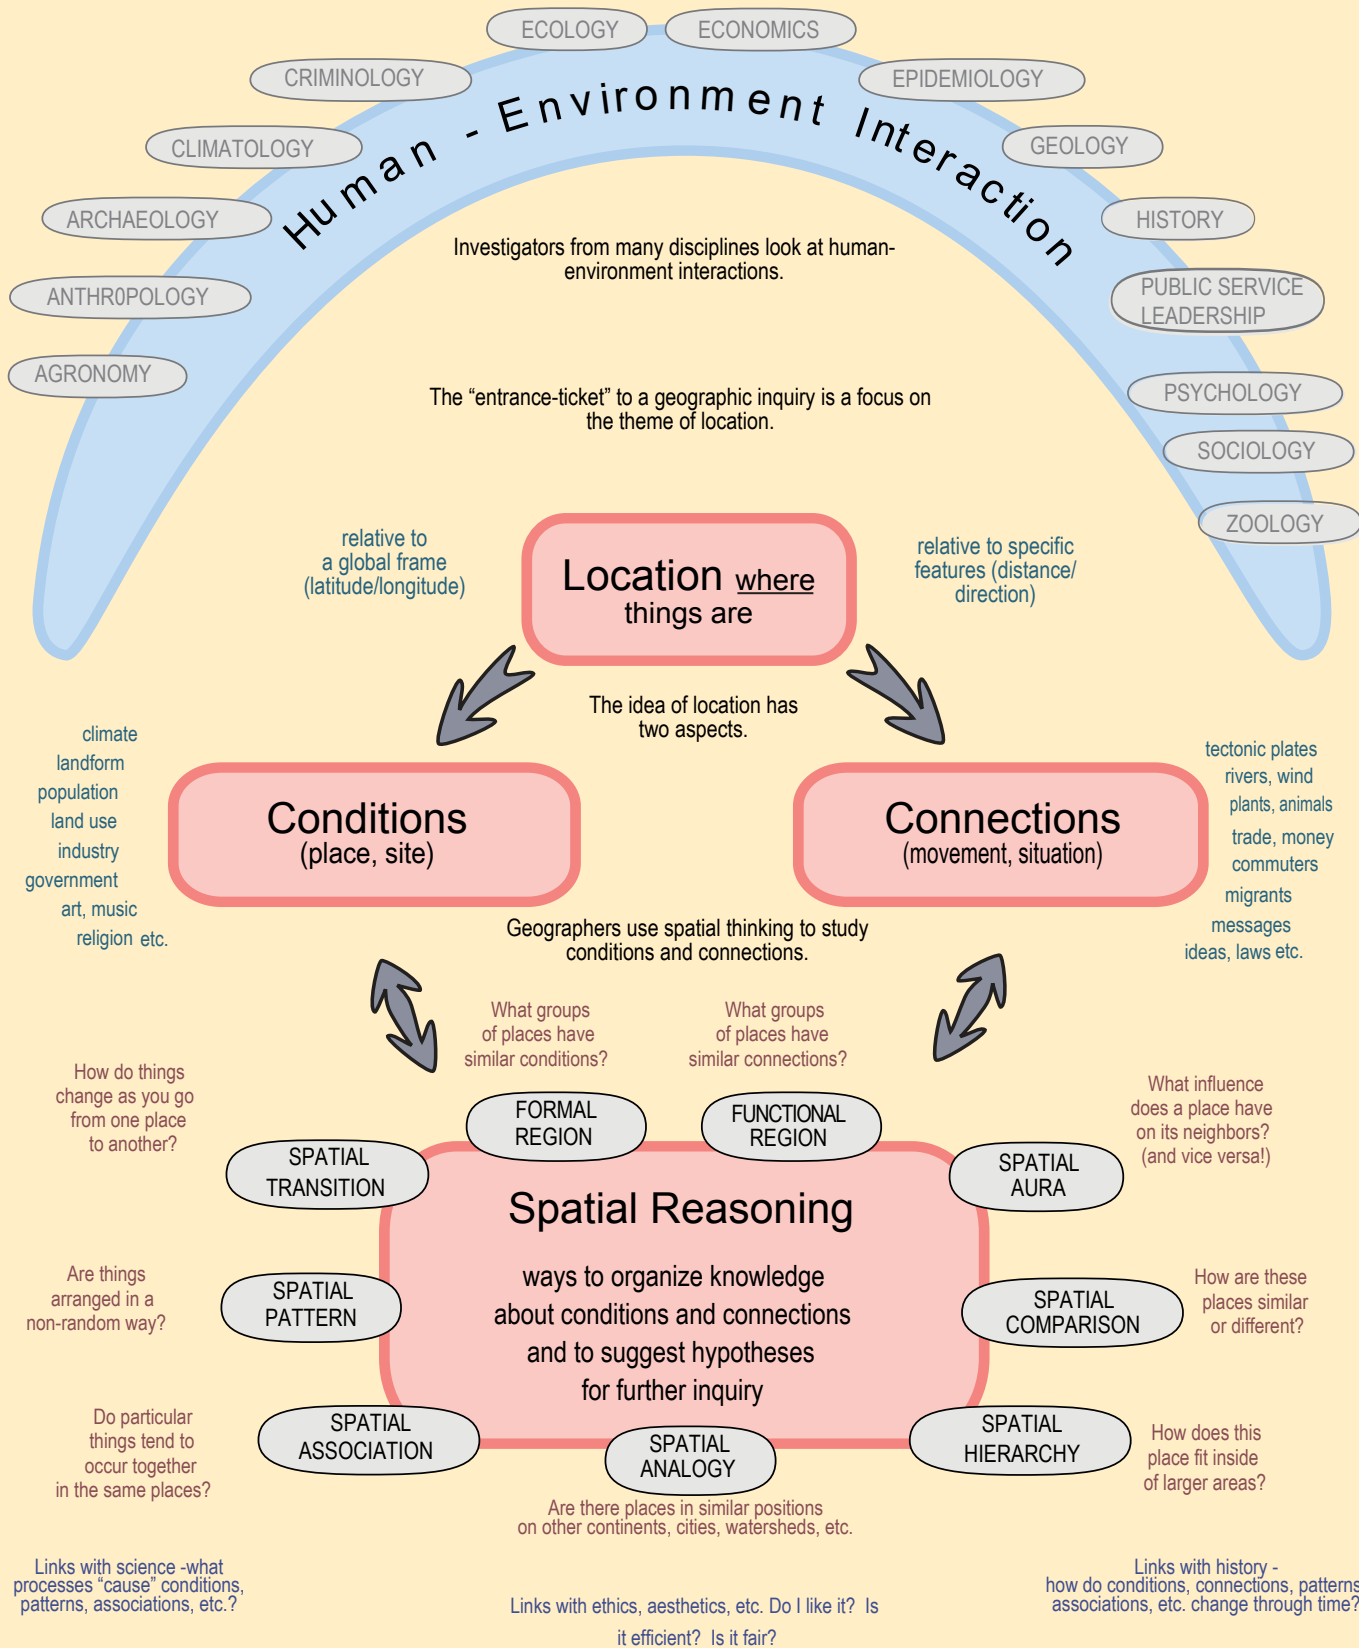 ECOLOGY
ECONOMICS
CRIMINOLOGY
EPIDEMIOLOGY
CLIMATOLOGY
GEOLOGY
ARCHAEOLOGY
HISTORY
ANTHR0POLOGY
PUBLIC SERVICE
LEADERSHIP
AGRONOMY
PSYCHOLOGY
SOCIOLOGY
ZOOLOGY
Human - Environment Interaction
Investigators from many disciplines look at human-
environment interactions.
The “entrance-ticket” to a geographic inquiry is a focus on
the theme of location.
relative to
a global frame
(latitude/longitude)
Location where
things are
relative to specific
features (distance/
direction)
The idea of location has
two aspects.
climate
landform
population
land use
industry
government
art, music
religion etc.
Conditions
(place, site)
Connections
(movement, situation)
tectonic plates
rivers, wind
plants, animals
trade, money
commuters
migrants
messages
ideas, laws etc.
Geographers use spatial thinking to study
conditions and connections.
What groups
of places have
similar conditions?
What groups
of places have
similar connections?
How do things
change as you go
from one place
to another?
What influence
does a place have
on its neighbors?
(and vice versa!)
FORMAL
REGION
FUNCTIONAL
REGION
SPATIAL
TRANSITION
SPATIAL
AURA
Spatial Reasoning
ways to organize knowledge
about conditions and connections
and to suggest hypotheses
for further inquiry
Are things
arranged in a
non-random way?
SPATIAL
PATTERN
SPATIAL
COMPARISON
How are these
places similar
or different?
Do particular
things tend to
occur together
in the same places?
SPATIAL
ASSOCIATION
SPATIAL
ANALOGY
SPATIAL
HIERARCHY
How does this
place fit inside
of larger areas?
Are there places in similar positions
on other continents, cities, watersheds, etc.
Links with science -what
processes “cause” conditions,
patterns, associations, etc.?
Links with ethics, aesthetics, etc. Do I like it? Is
it efficient? Is it fair?
Links with history -
how do conditions, connections, patterns
associations, etc. change through time?